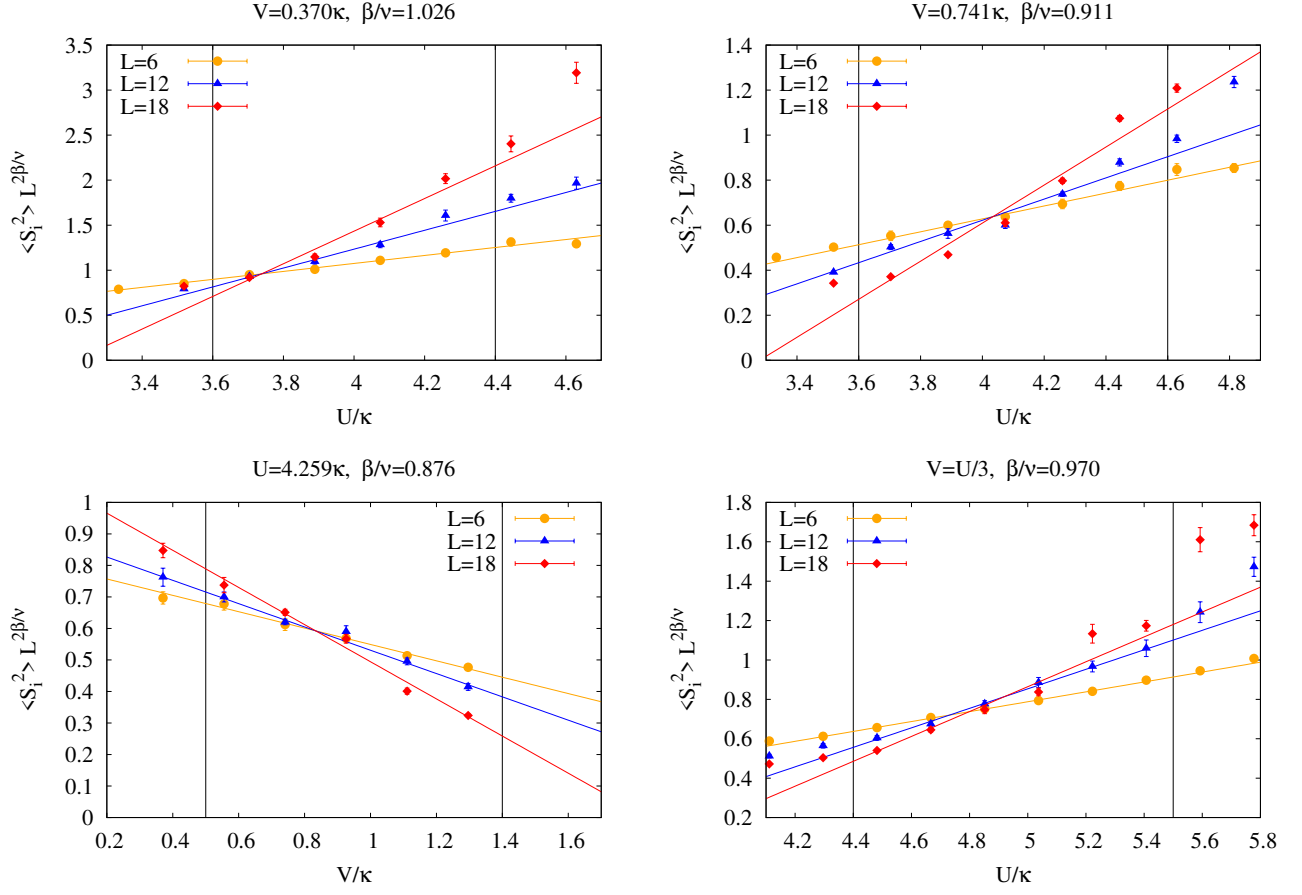 V=0.370κ, β/ν=1.026
<S_i^2> L^{2β/ν}
3.5
3
2.5
2
1.5
1
0.5
0
L=6
L=12
L=18
3.4 3.6 3.8 4 4.2 4.4 4.6
U/κ
V=0.741κ, β/ν=0.911
<S_i^2> L^{2β/ν}
1.4
1.2
1
0.8
0.6
0.4
0.2
0
L=6
L=12
L=18
3.4 3.6 3.8 4 4.2 4.4 4.6 4.8
U/κ
U=4.259κ, β/ν=0.876
<S_i^2> L^{2β/ν}
1
0.9
0.8
0.7
0.6
0.5
0.4
0.3
0.2
0.1
0
L=6
L=12
L=18
0.2 0.4 0.6 0.8 1 1.2 1.4 1.6
V/κ
V=U/3, β/ν=0.970
<S_i^2> L^{2β/ν}
1.8
1.6
1.4
1.2
1
0.8
0.6
0.4
0.2
L=6
L=12
L=18
4.2 4.4 4.6 4.8 5 5.2 5.4 5.6 5.8
U/κ